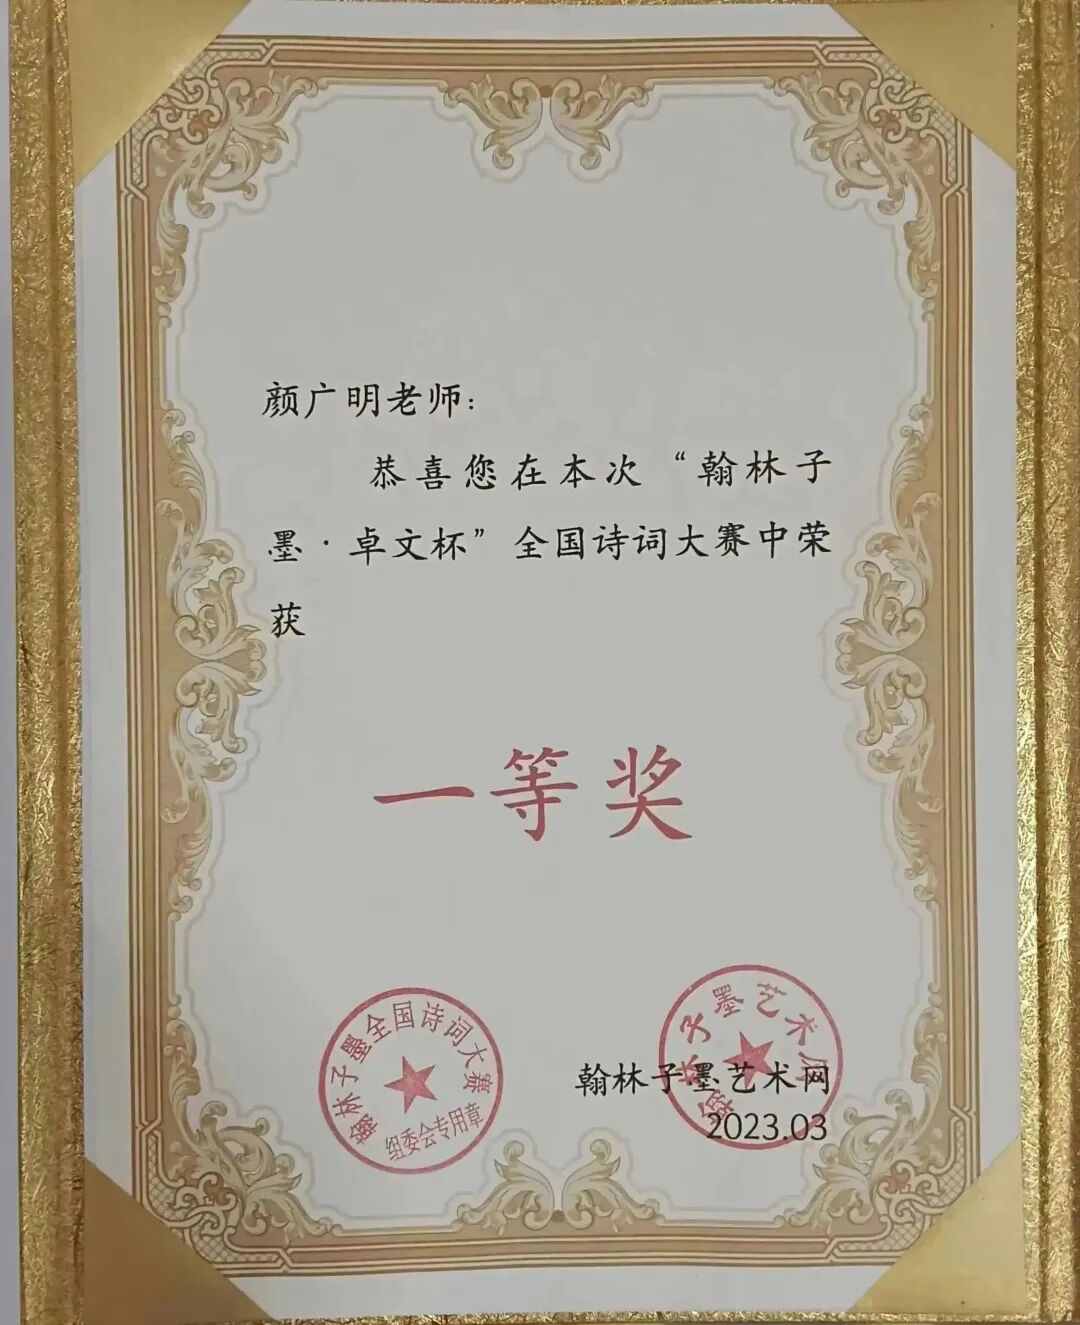 颜广明老师：
恭喜您在本次“翰林子
墨·卓文杯”全国诗词大赛中荣
获
一等奖
翰林子墨全国诗词大赛
组委会专用章
翰林子墨艺术网
翰林子墨艺术网
2023.03